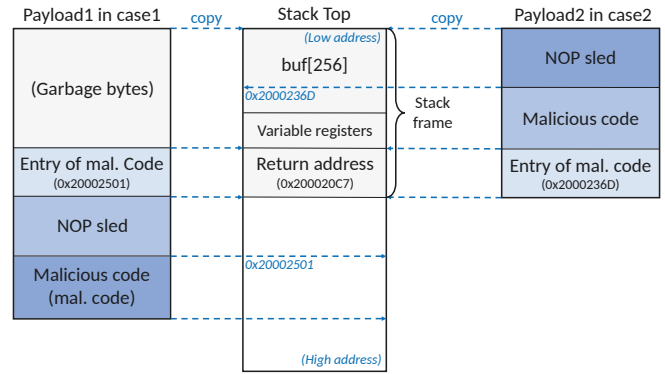 Payload1 in case1
copy
Stack Top
copy
Payload2 in case2
(Low address)
buf[256]
0x2000236D
Variable registers
Return address
(0x200020C7)
0x20002501
(High address)
Stack
frame
(Garbage bytes)
Entry of mal. Code
(0x20002501)
NOP sled
Malicious code
(mal. code)
NOP sled
Malicious code
Entry of mal. code
(0x2000236D)